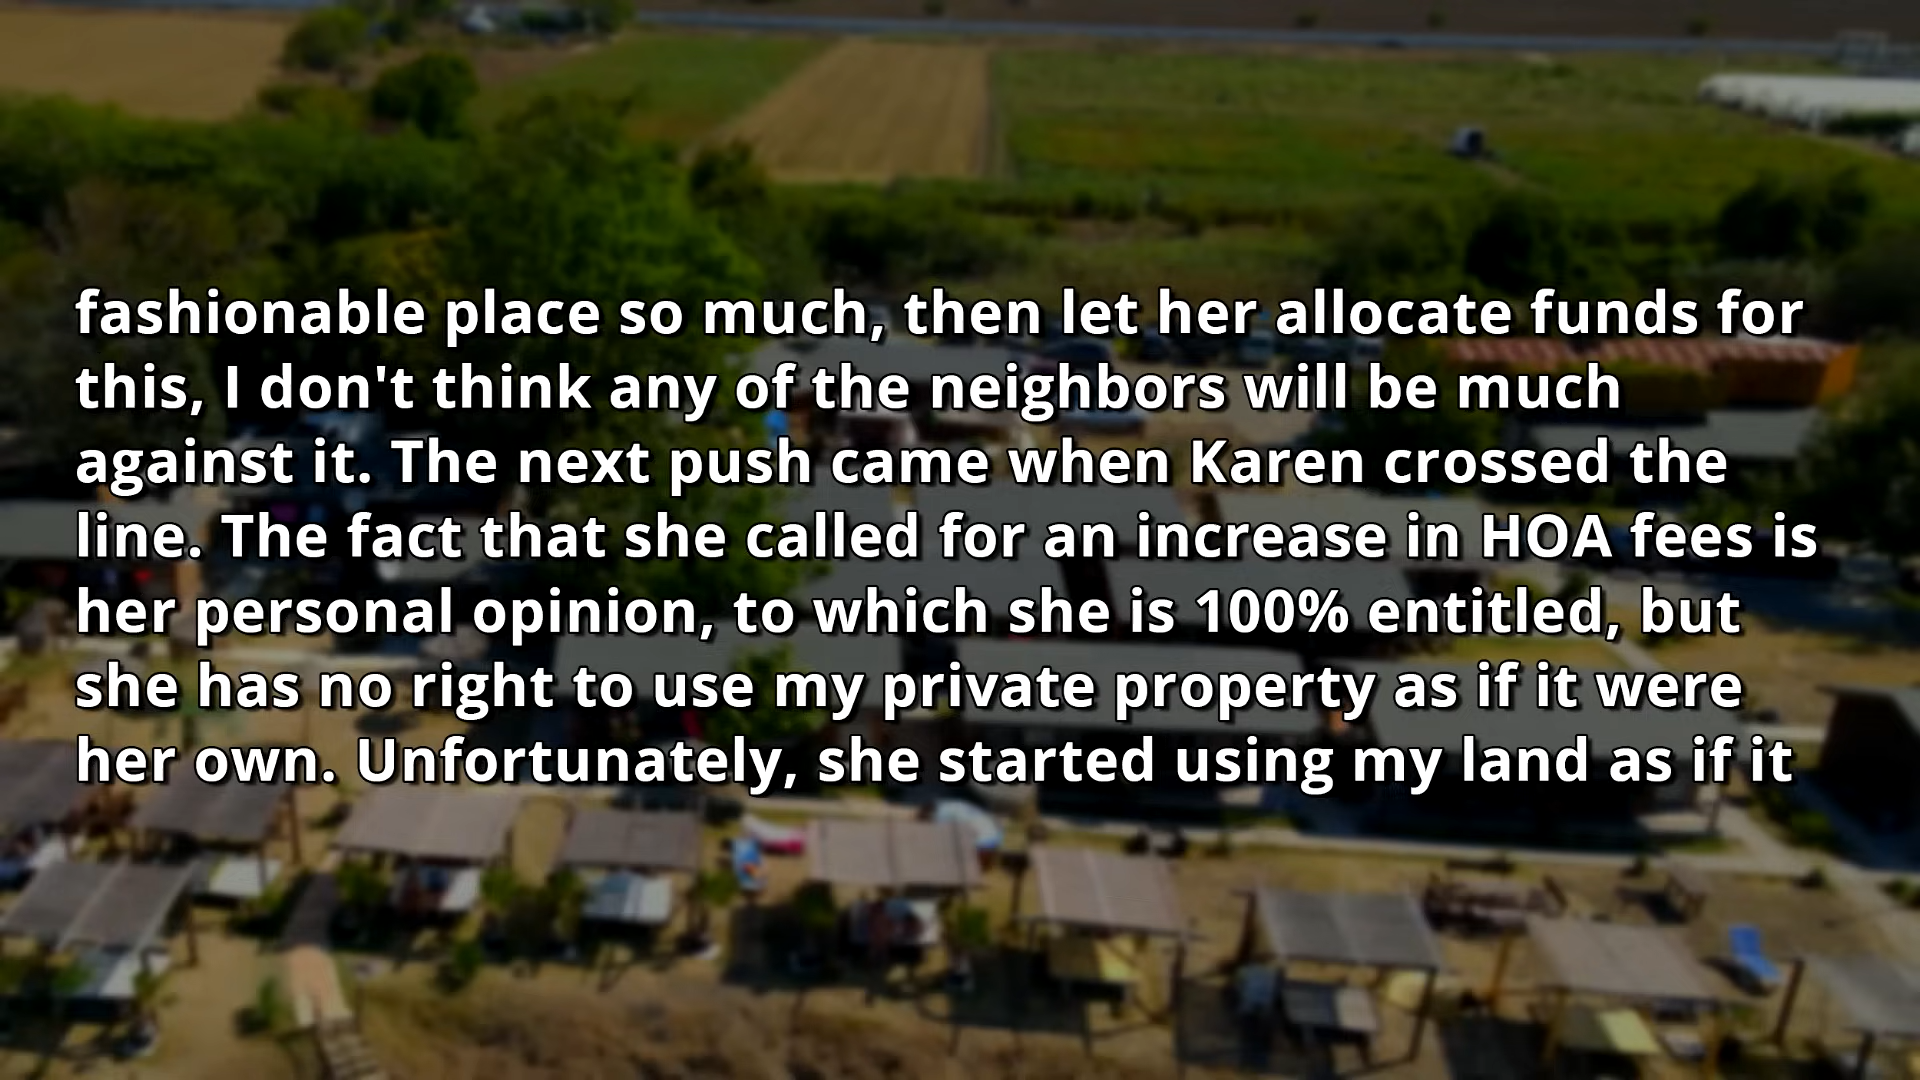 fashionable place so much, then let her allocate funds for
this, I don't think any of the neighbors will be much
against it. The next push came when Karen crossed the
line. The fact that she called for an increase in HOA fees is
her personal opinion, to which she is 100% entitled, but
she has no right to use my private property as if it were
her own. Unfortunately, she started using my land as if it